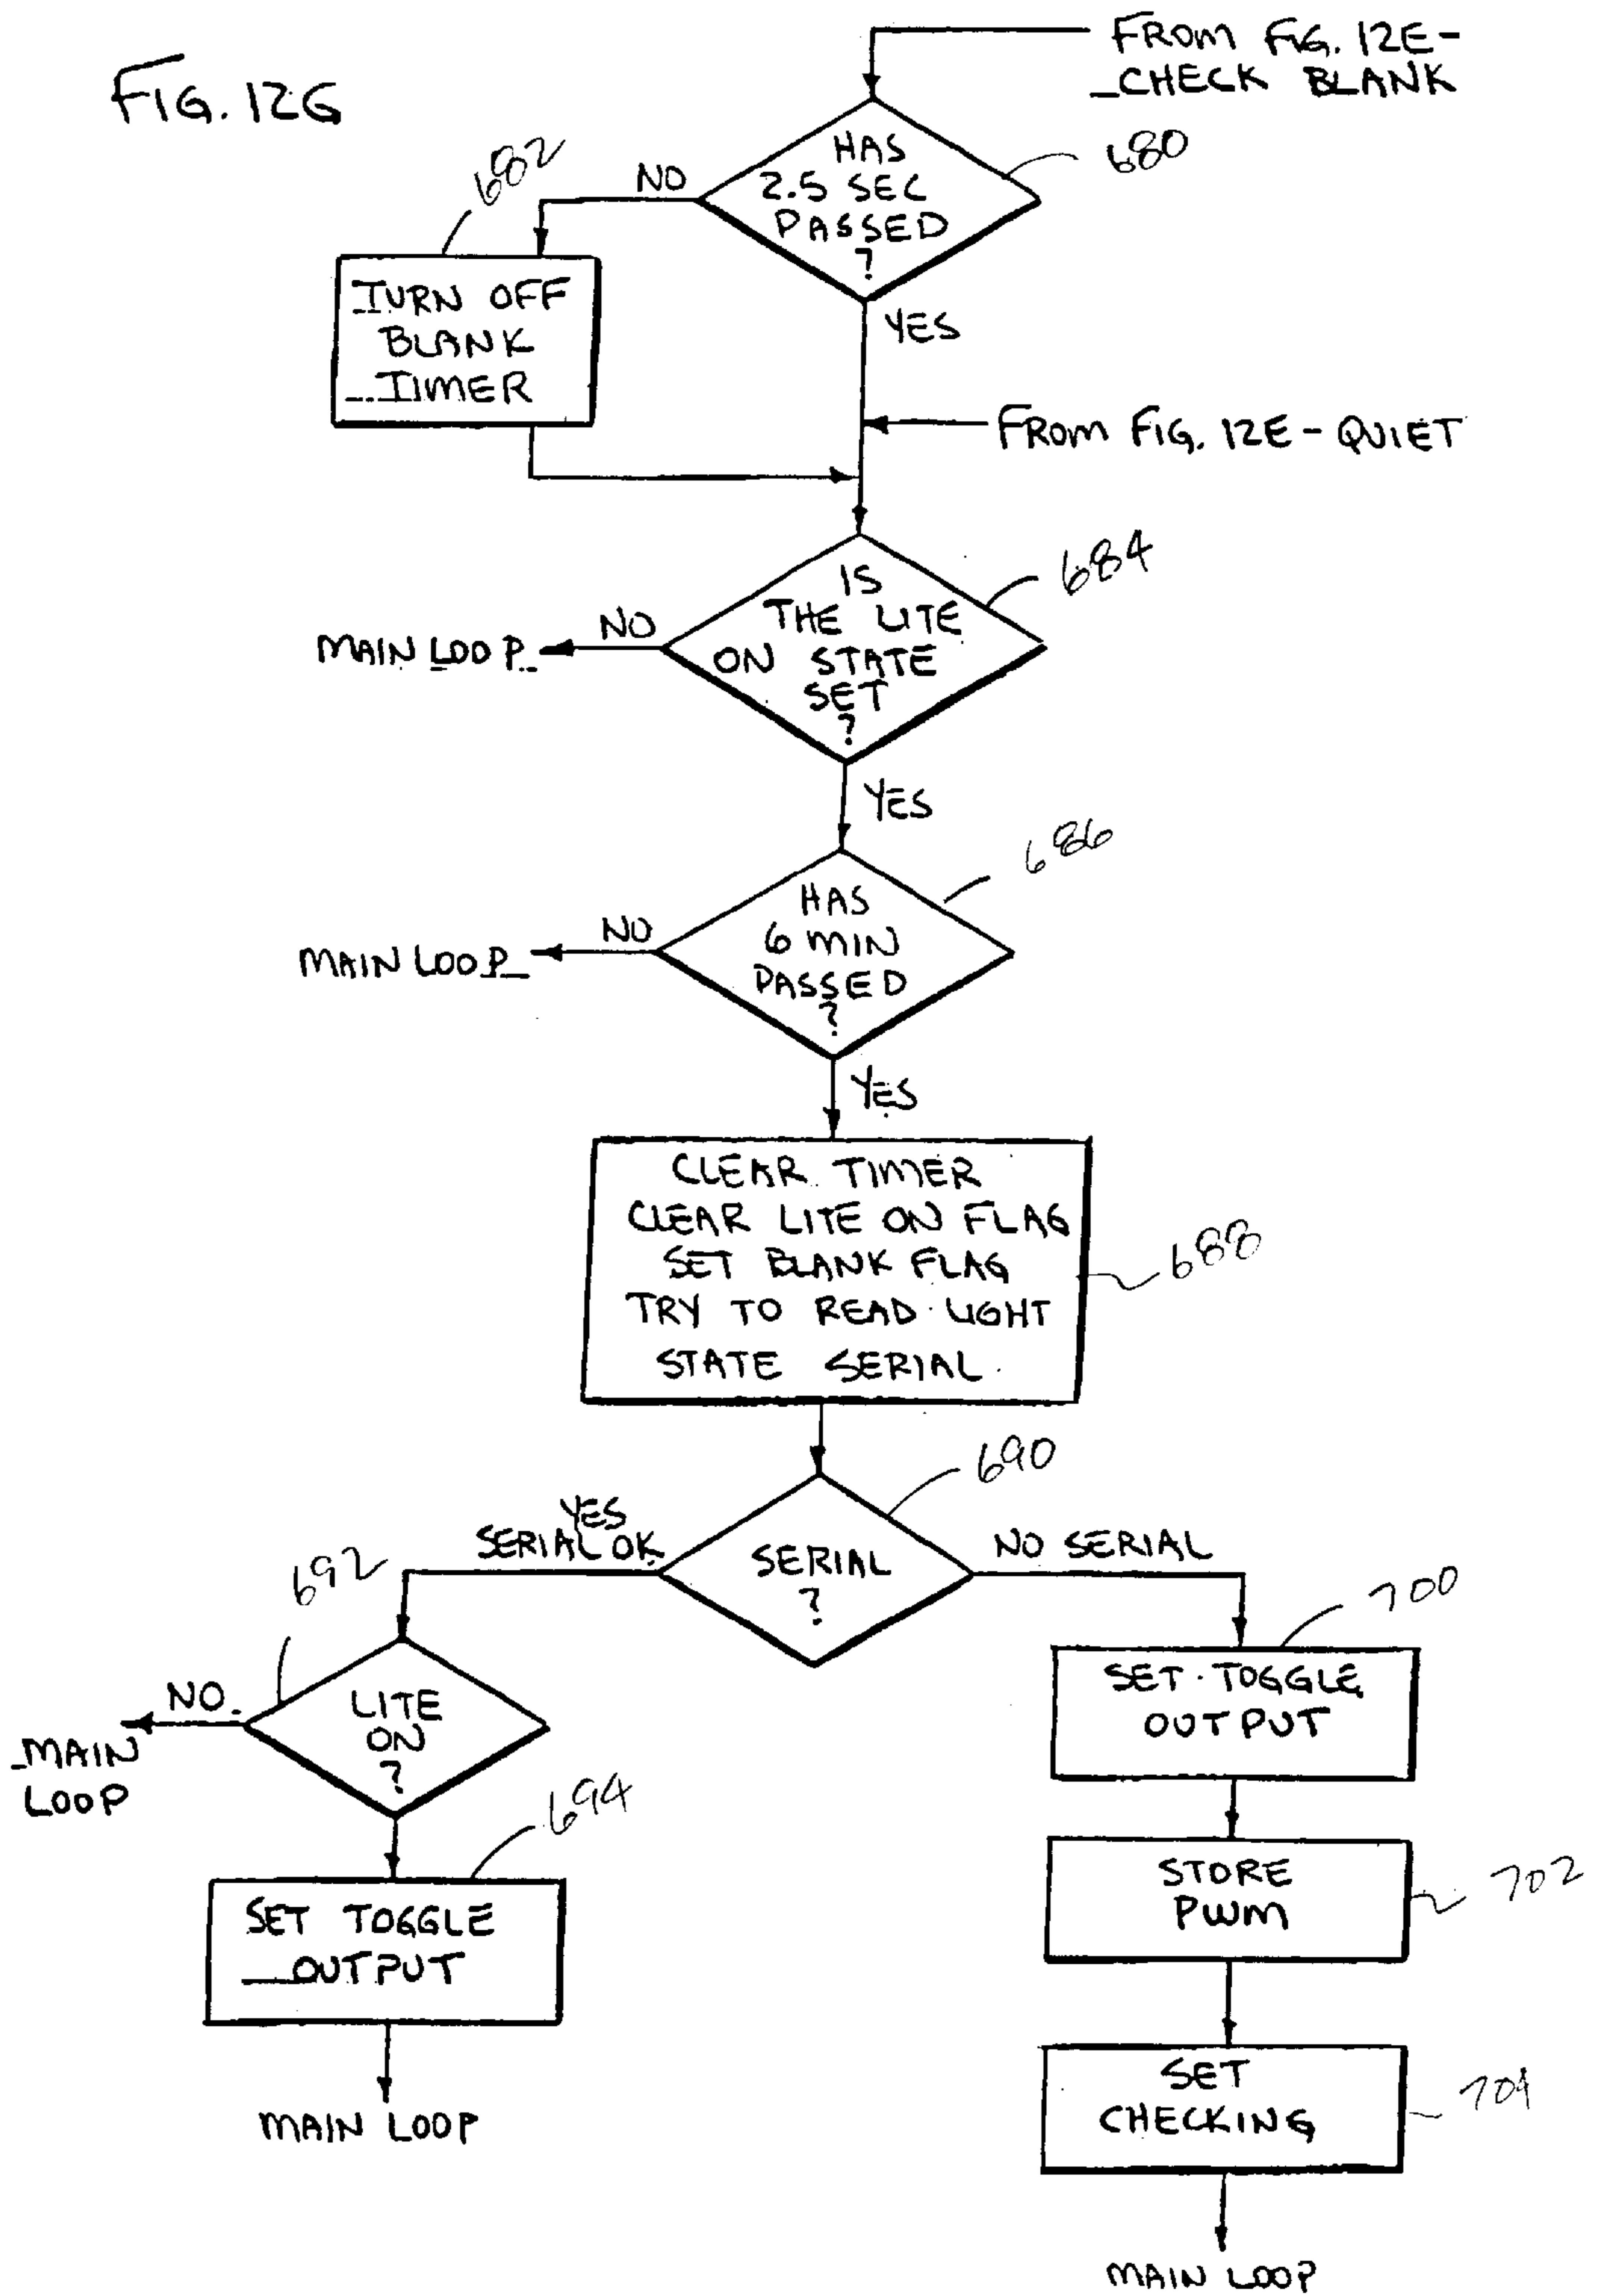 FIG. 12G
FROM FIG. 12E-
CHECK BLANK
HAS
2.5 SEC
PASSED
?
680
NO
682
YES
TURN OFF
BLANK
TIMER
FROM FIG. 12E - QUIET
IS
THE LITE
ON STATE
SET
?
684
NO
MAIN LOOP
YES
HAS
6 MIN
PASSED
?
686
NO
MAIN LOOP
YES
CLEAR TIMER
CLEAR LITE ON FLAG
SET BLANK FLAG
TRY TO READ LIGHT
STATE SERIAL
688
SERIAL
?
690
YES
SERIAL OK
NO SERIAL
692
LITE
ON
?
NO
MAIN
LOOP
694
SET TOGGLE
OUTPUT
MAIN LOOP
700
SET TOGGLE
OUTPUT
STORE
PWM
702
SET
CHECKING
704
MAIN LOOP